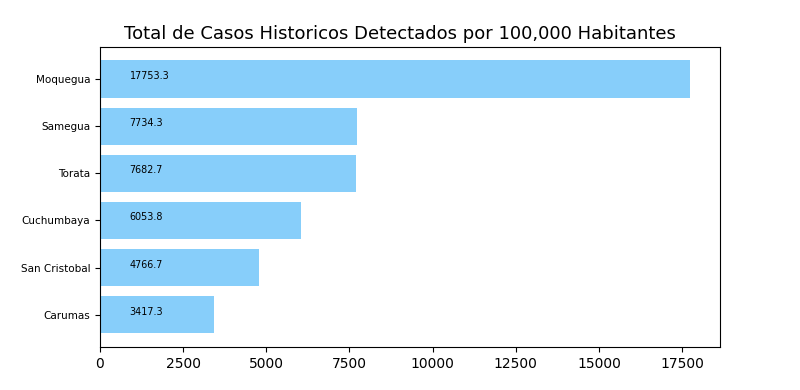 Total de Casos Historicos Detectados por 100,000 Habitantes
Moquegua 17753.3
Samegua 7734.3
Torata 7682.7
Cuchumbaya 6053.8
San Cristobal 4766.7
Carumas 3417.3
0 2500 5000 7500 10000 12500 15000 17500